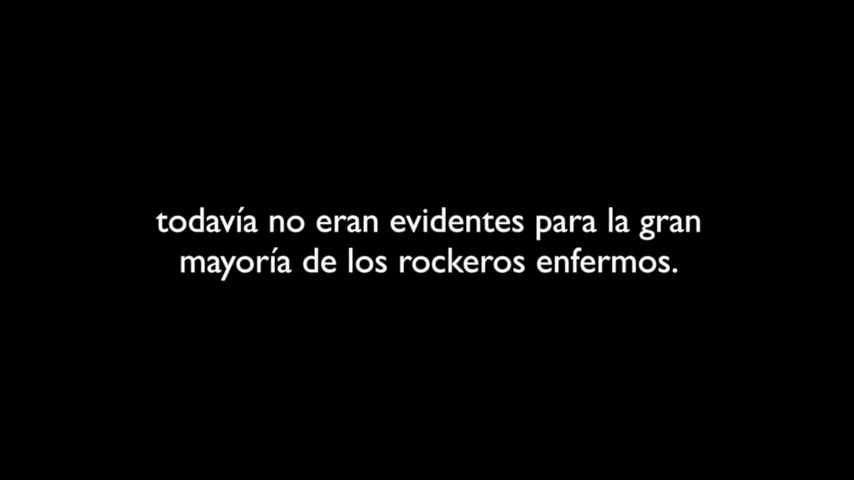 todavía no eran evidentes para la gran
mayoría de los rockeros enfermos.